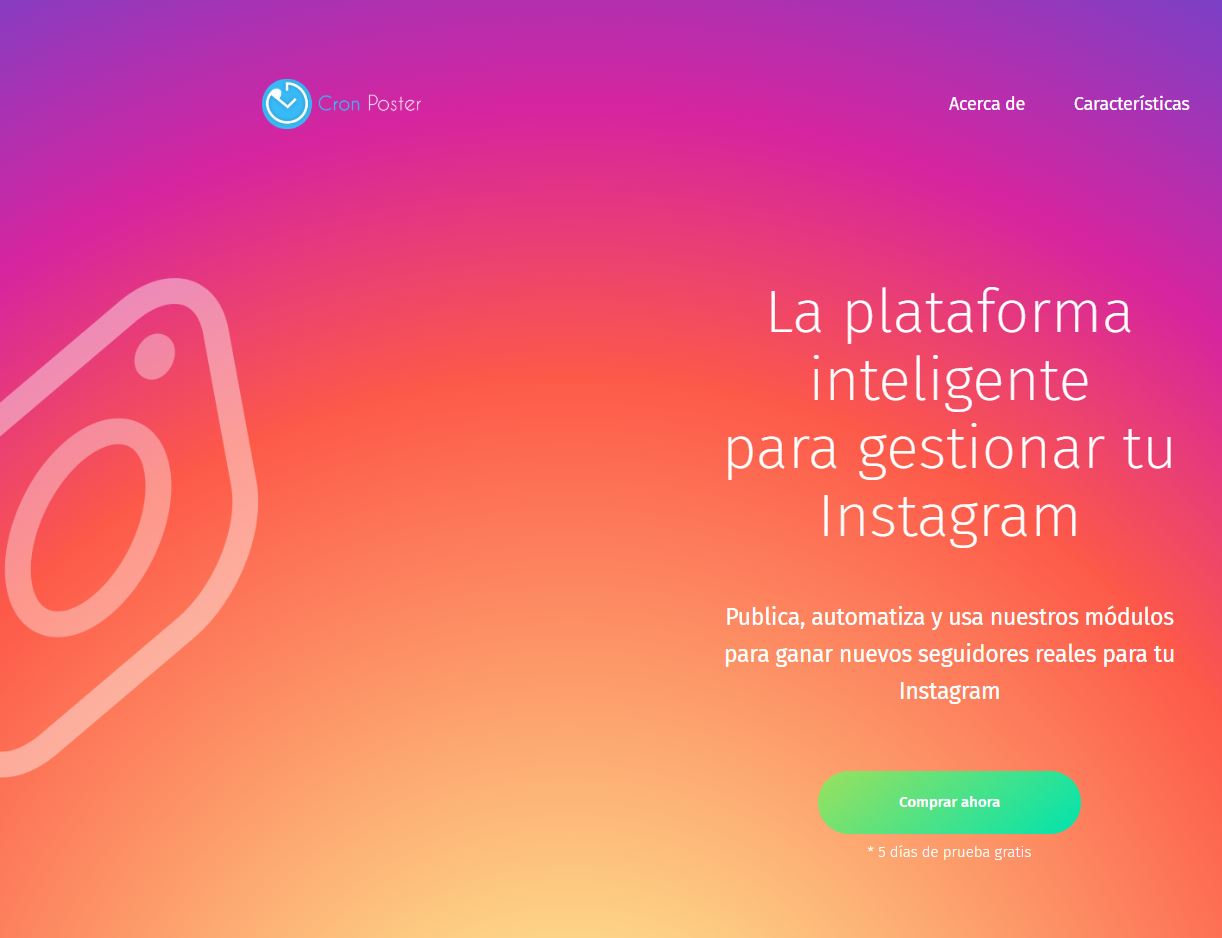 Cron Poster
Acerca de
Características
La plataforma
inteligente
para gestionar tu
Instagram
Publica, automatiza y usa nuestros módulos
para ganar nuevos seguidores reales para tu
Instagram
Comprar ahora
* 5 días de prueba gratis